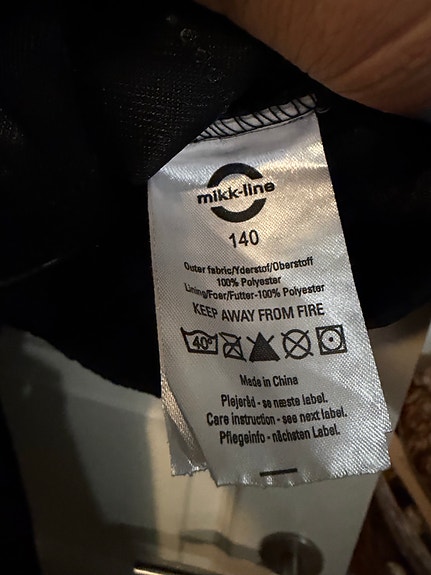 mikk-line
140
Outer fabric/Yderstof/Oberstoff
100% Polyester
Lining/Foer/Futter-100% Polyester
KEEP AWAY FROM FIRE
40°
Made in China
Plejeråd - se næste label.
Care instruction - see next label.
Pflegeinfo - nächsten Label.